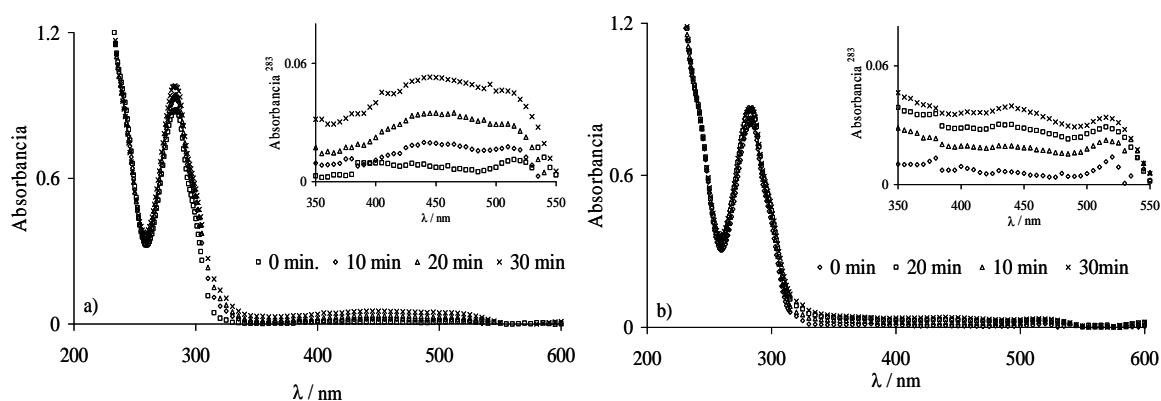 1.2
0.6
0
Absorbancia
200 300 400 500 600
λ / nm
a)
□ 0 min. ◇ 10 min △ 20 min × 30 min
Absorbancia ²⁸³
0.06
0
350 400 450 500 550
λ / nm
1.2
0.6
0
Absorbancia
200 300 400 500 600
λ / nm
b)
◇ 0 min □ 20 min △ 10 min × 30min
Absorbancia ²⁸³
0.06
0
350 400 450 500 550
λ / nm